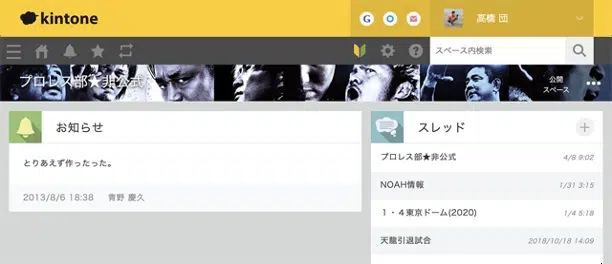 kintone
G
O
高橋 団
?
スペース内検索
プロレス部★非公式
公開
スペース
お知らせ
とりあえず作ったった。
2013/8/6 18:38 青野 慶久
スレッド
プロレス部★非公式 4/8 9:02
NOAH情報 1/31 3:15
1・4東京ドーム(2020) 1/4 5:18
天龍引退試合 2018/10/18 14:09